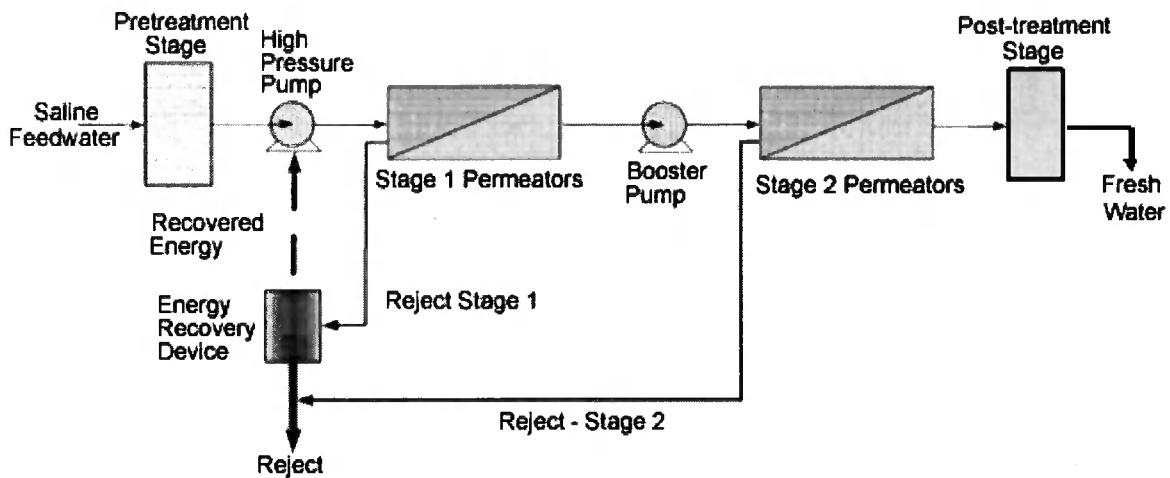 Pretreatment
Stage
High
Pressure
Pump
Post-treatment
Stage
Saline
Feedwater
Stage 1 Permeators
Booster
Pump
Stage 2 Permeators
Fresh
Water
Recovered
Energy
Energy
Recovery
Device
Reject Stage 1
Reject - Stage 2
Reject